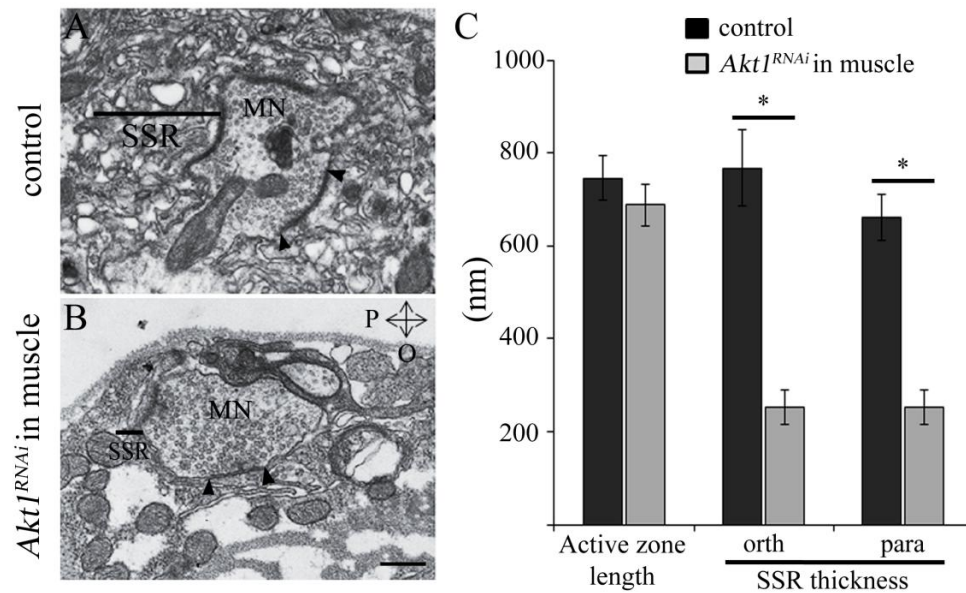 A
control
MN
SSR
B
Akt1RNAi in muscle
P
O
MN
SSR
C
control
Akt1RNAi in muscle
(nm)
1000
800
600
400
200
*
*
Active zone
length
orth
para
SSR thickness